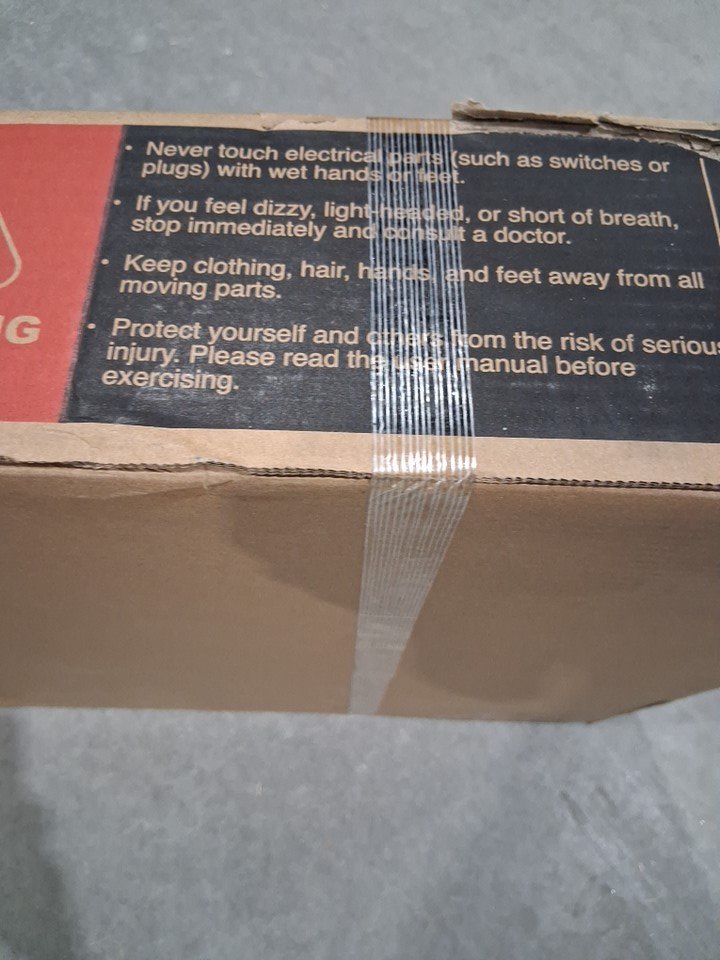 • Never touch electrical parts (such as switches or
plugs) with wet hands or feet.
• If you feel dizzy, light-headed, or short of breath,
stop immediately and consult a doctor.
• Keep clothing, hair, hands, and feet away from all
moving parts.
NG
• Protect yourself and others from the risk of serious
injury. Please read the user manual before
exercising.